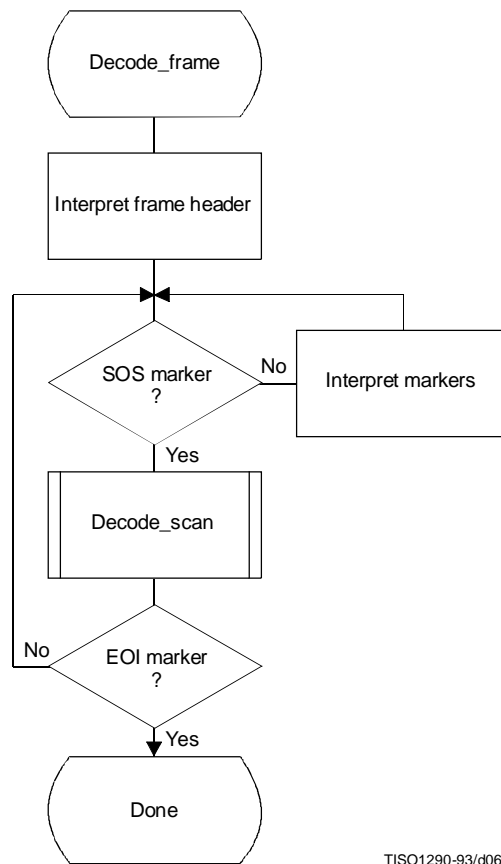 Decode_frame
Interpret frame header
SOS marker
?
No
Interpret markers
Yes
Decode_scan
No
EOI marker
?
Yes
Done
TISO1290-93/d06